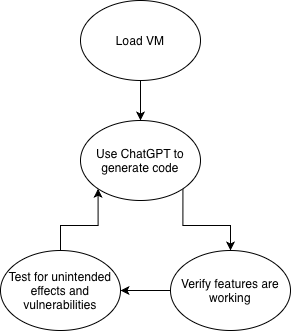 Load VM
Use ChatGPT to
generate code
Test for unintended
effects and
vulnerabilities
Verify features are
working